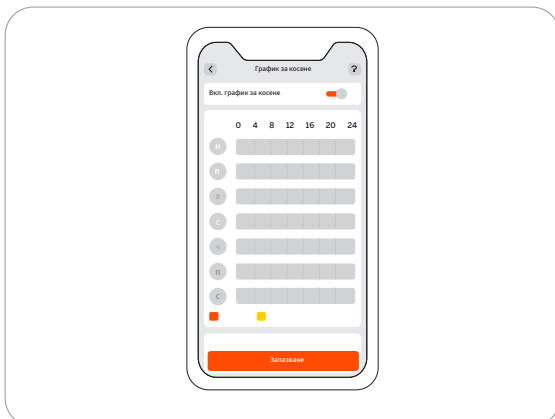 График за косене ?
Вкл. график за косене
0 4 8 12 16 20 24
Н
П
В
С
Ч
П
С
Запазване